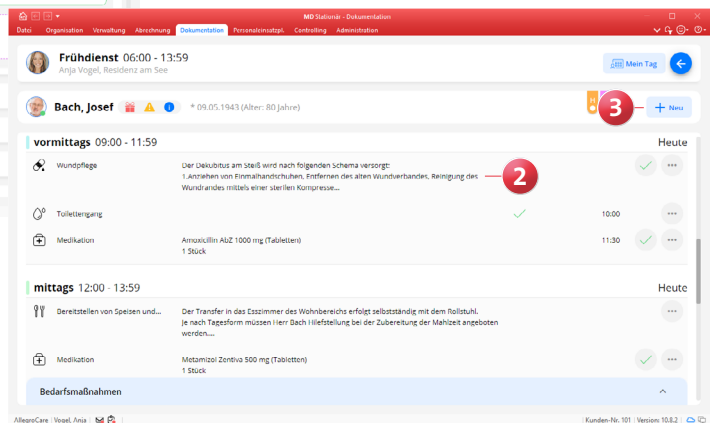 MD Stationär - Dokumentation
Datei Organisation Verwaltung Abrechnung Dokumentation Personaleinsatzpl. Controlling Administration
Frühdienst 06:00 - 13:59
Anja Vogel, Residenz am See
Mein Tag
Bach, Josef * 09.05.1943 (Alter: 80 Jahre)
H
3
+ Neu
vormittags 09:00 - 11:59 Heute
Wundpflege Der Dekubitus am Steiß wird nach folgenden Schema versorgt:
1.Anziehen von Einmalhandschuhen, Entfernen des alten Wundverbandes, Reinigung des
Wundrandes mittels einer sterilen Kompresse...
2
Toilettengang 10:00
Medikation Amoxicillin AbZ 1000 mg (Tabletten) 11:30
1 Stück
mittags 12:00 - 13:59 Heute
Bereitstellen von Speisen und... Der Transfer in das Esszimmer des Wohnbereichs erfolgt selbstständig mit dem Rollstuhl.
Je nach Tagesform müssen Herr Bach Hilefstellung bei der Zubereitung der Mahlzeit angeboten
werden....
Medikation Metamizol Zentiva 500 mg (Tabletten)
1 Stück
Bedarfsmaßnahmen
AllegroCare Vogel, Anja Kunden-Nr. 101 Version: 10.8.2